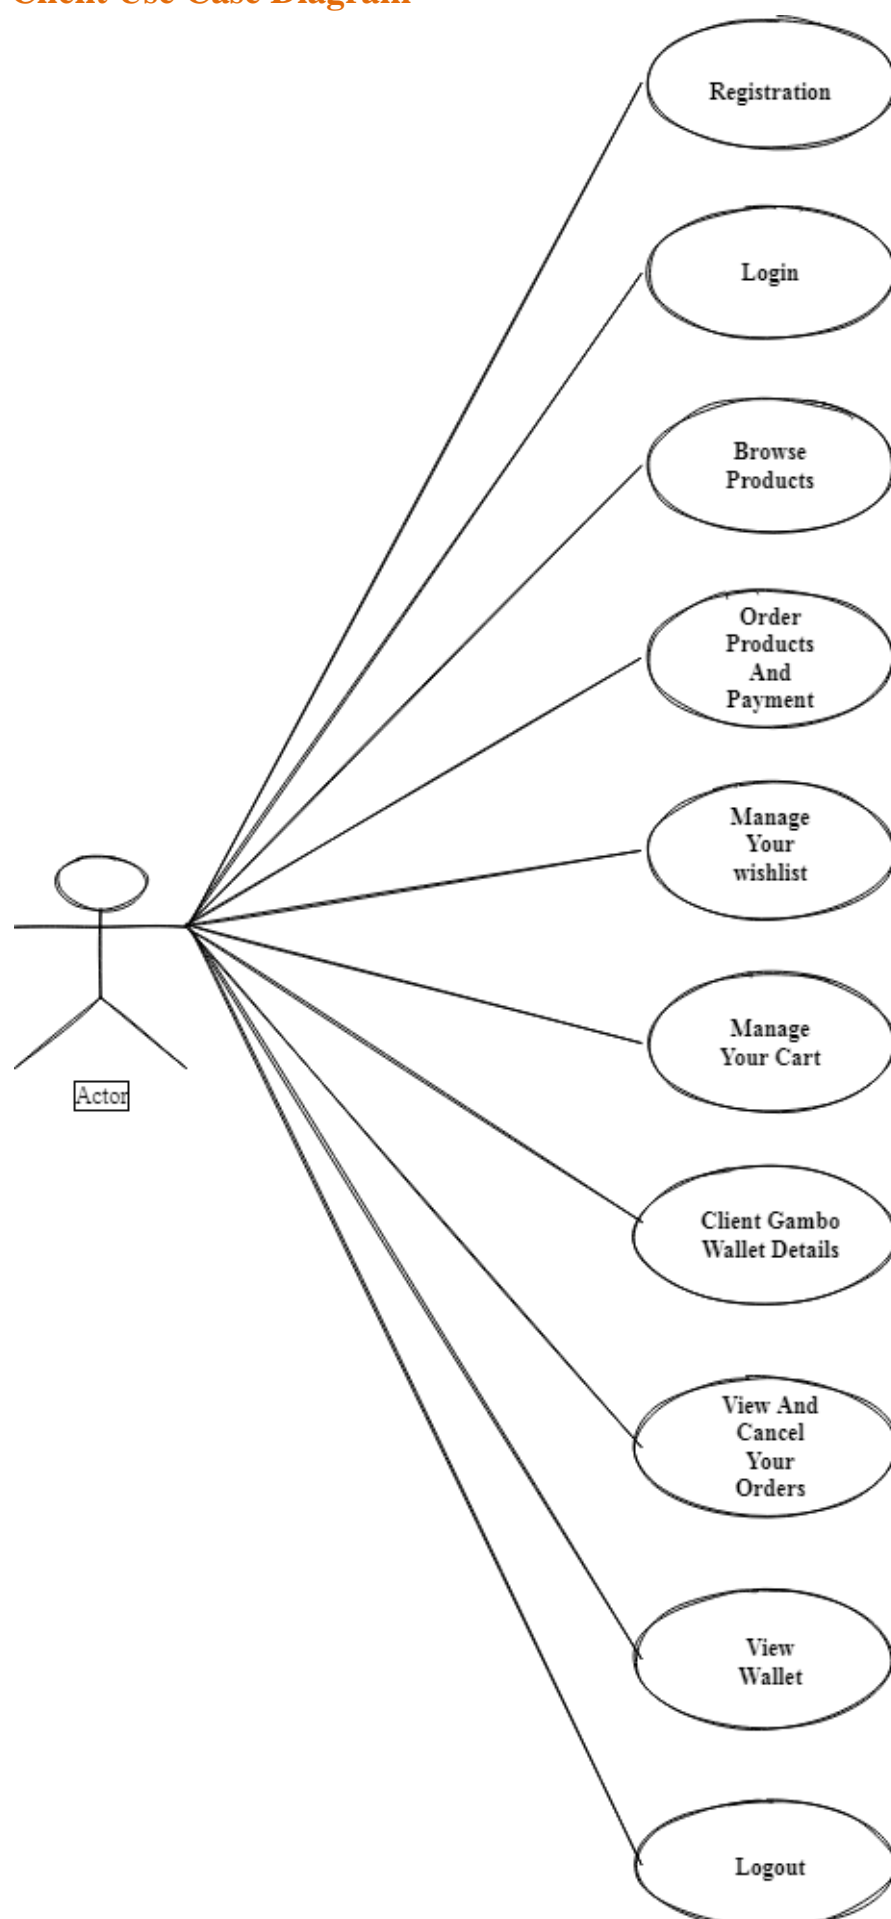 Client Use Case Diagram
Registration
Login
Browse
Products
Order
Products
And
Payment
Manage
Your
wishlist
Manage
Your Cart
Client Gambo
Wallet Details
View And
Cancel
Your
Orders
View
Wallet
Logout
Actor